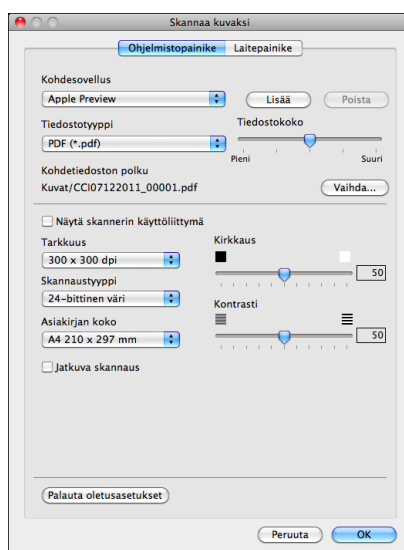 Skannaa kuvaksi
Ohjelmistopainike Laitepainike
Kohdesovellus
Apple Preview Lisää Poista
Tiedostotyyppi Tiedostokoko
PDF (*.pdf)
Pieni Suuri
Kohdetiedoston polku
Kuvat/CCI07122011_00001.pdf Vaihda...
Näytä skannerin käyttöliittymä
Tarkkuus Kirkkaus
300 x 300 dpi 50
Skannaustyyppi
24-bittinen väri Kontrasti
Asiakirjan koko
A4 210 x 297 mm 50
Jatkuva skannaus
Palauta oletusasetukset
Peruuta OK